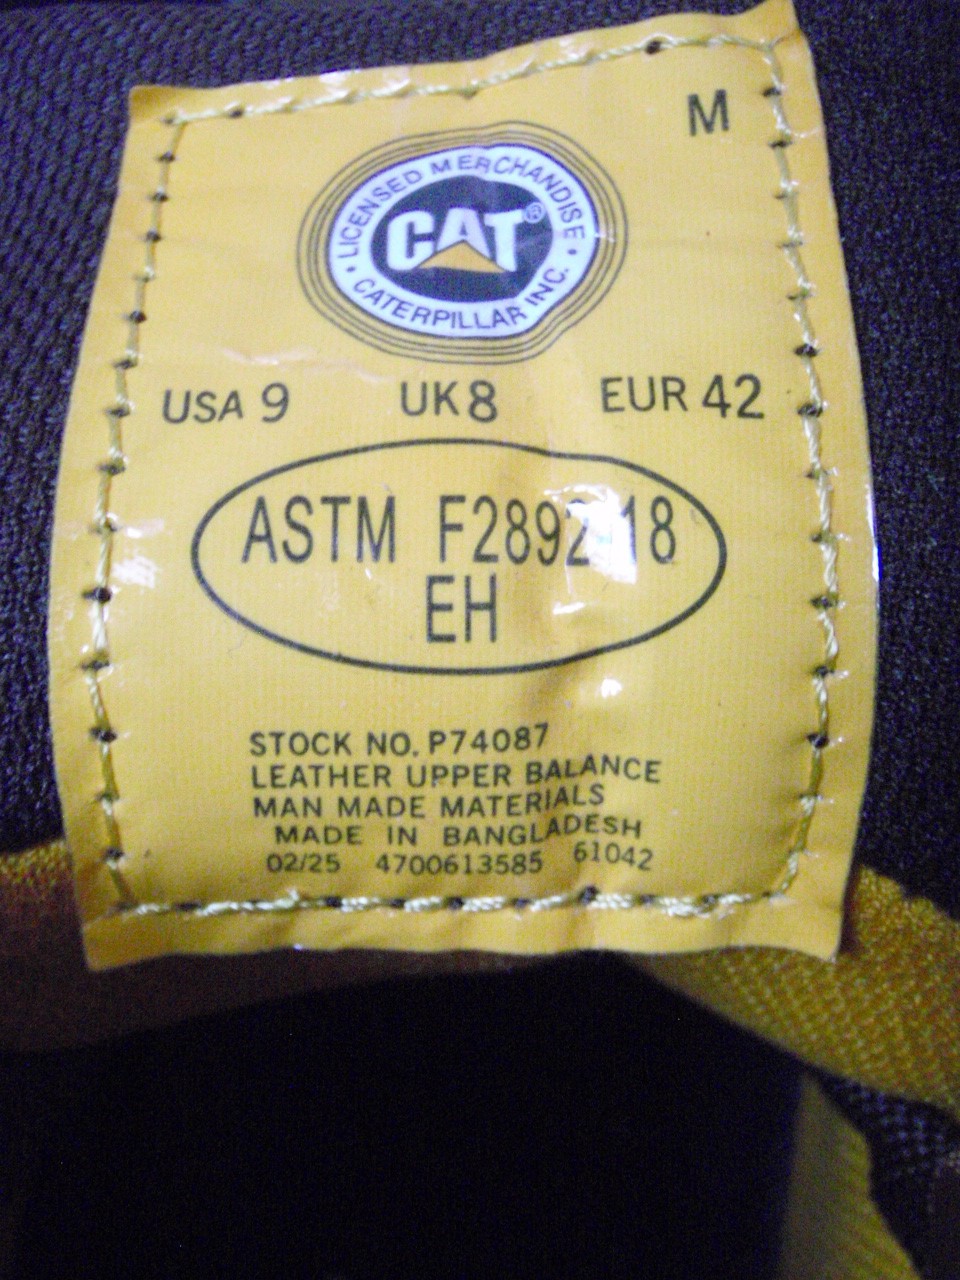 M
LICENSED MERCHANDISE
CAT®
• CATERPILLAR INC. •
USA 9 UK 8 EUR 42
ASTM F2892-18
EH
STOCK NO. P74087
LEATHER UPPER BALANCE
MAN MADE MATERIALS
MADE IN BANGLADESH
02/25 4700613585 61042